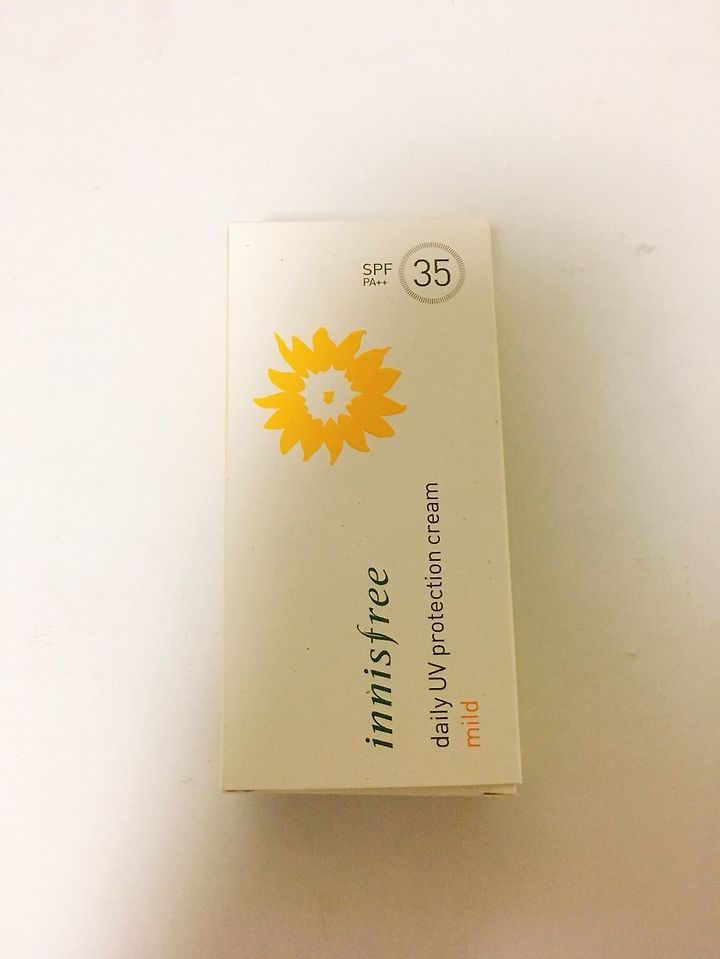 SPF
PA++
35
innisfree
daily UV protection cream
mild